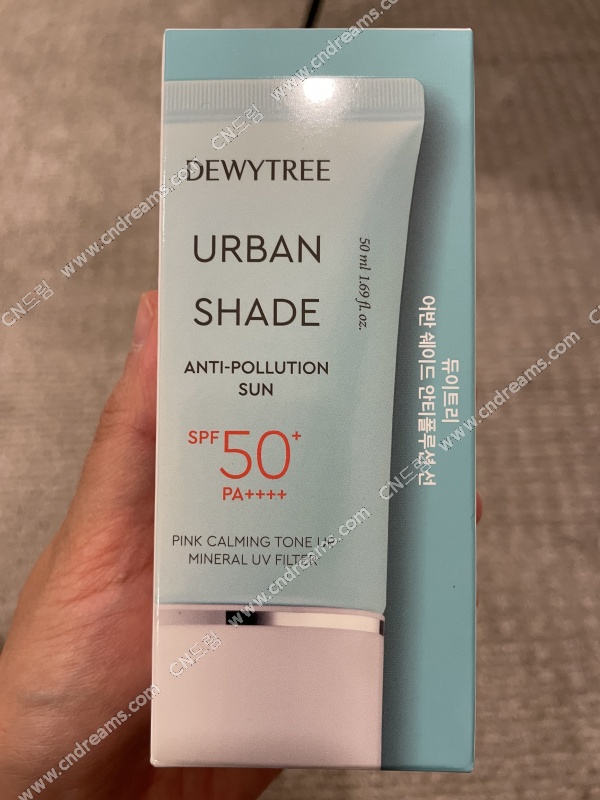 DEWYTREE
URBAN
SHADE
50 ml 1.69 fl. oz.
ANTI-POLLUTION
SUN
SPF 50+
PA++++
PINK CALMING TONE UP
MINERAL UV FILTER
듀이트리
어반 쉐이드 안티폴루션 선
CN드림 www.cndreams.com